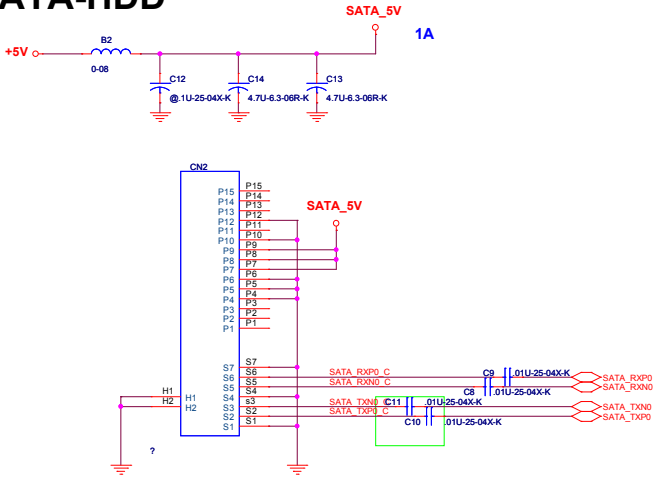 ATA-HDD
SATA_5V
1A
+5V
B2
0-08
C12
@.1U-25-04X-K
C14
4.7U-6.3-06R-K
C13
4.7U-6.3-06R-K
CN2
P15 P15
P14 P14
P13 P13
P12 P12
P11 P11
P10 P10
P9 P9
P8 P8
P7 P7
P6 P6
P5 P5
P4 P4
P3 P3
P2 P2
P1 P1
SATA_5V
S7 S7
S6 S6
S5 S5
S4 S4
S3 s3
S2 S2
S1 S1
H1 H1
H2 H2
?
SATA_RXP0_C C9 .01U-25-04X-K SATA_RXP0
SATA_RXN0_C C8 .01U-25-04X-K SATA_RXN0
SATA_TXN0_C C11 .01U-25-04X-K SATA_TXN0
SATA_TXP0_C C10 .01U-25-04X-K SATA_TXP0